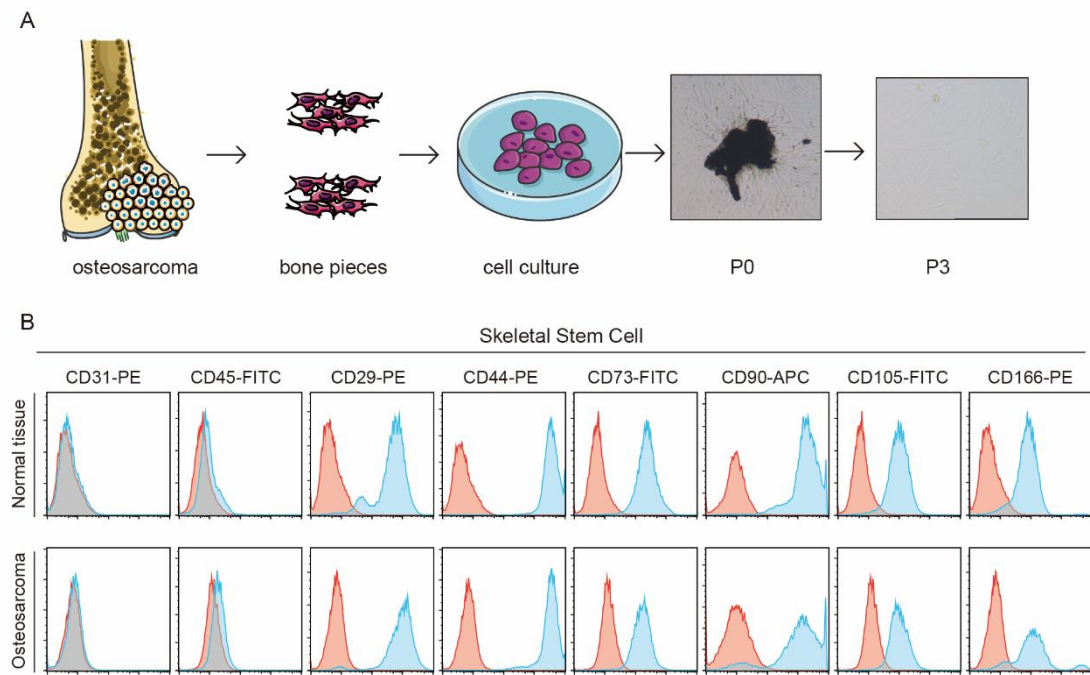 A
osteosarcoma
bone pieces
cell culture
P0
P3
B
Skeletal Stem Cell
CD31-PE
CD45-FITC
CD29-PE
CD44-PE
CD73-FITC
CD90-APC
CD105-FITC
CD166-PE
Normal tissue
Osteosarcoma